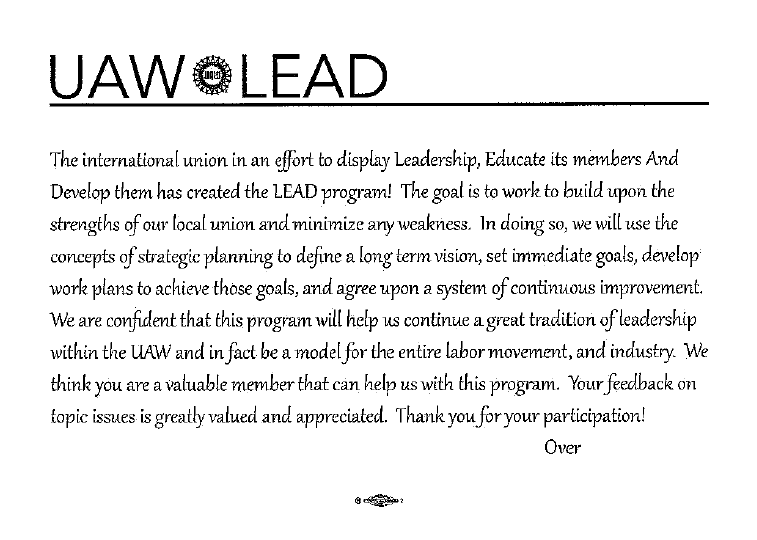 UAW LEAD
The international union in an effort to display Leadership, Educate its members And
Develop them has created the LEAD program! The goal is to work to build upon the
strengths of our local union and minimize any weakness. In doing so, we will use the
concepts of strategic planning to define a long term vision, set immediate goals, develop
work plans to achieve those goals, and agree upon a system of continuous improvement.
We are confident that this program will help us continue a great tradition of leadership
within the UAW and in fact be a model for the entire labor movement, and industry. We
think you are a valuable member that can help us with this program. Your feedback on
topic issues is greatly valued and appreciated. Thank you for your participation!
Over